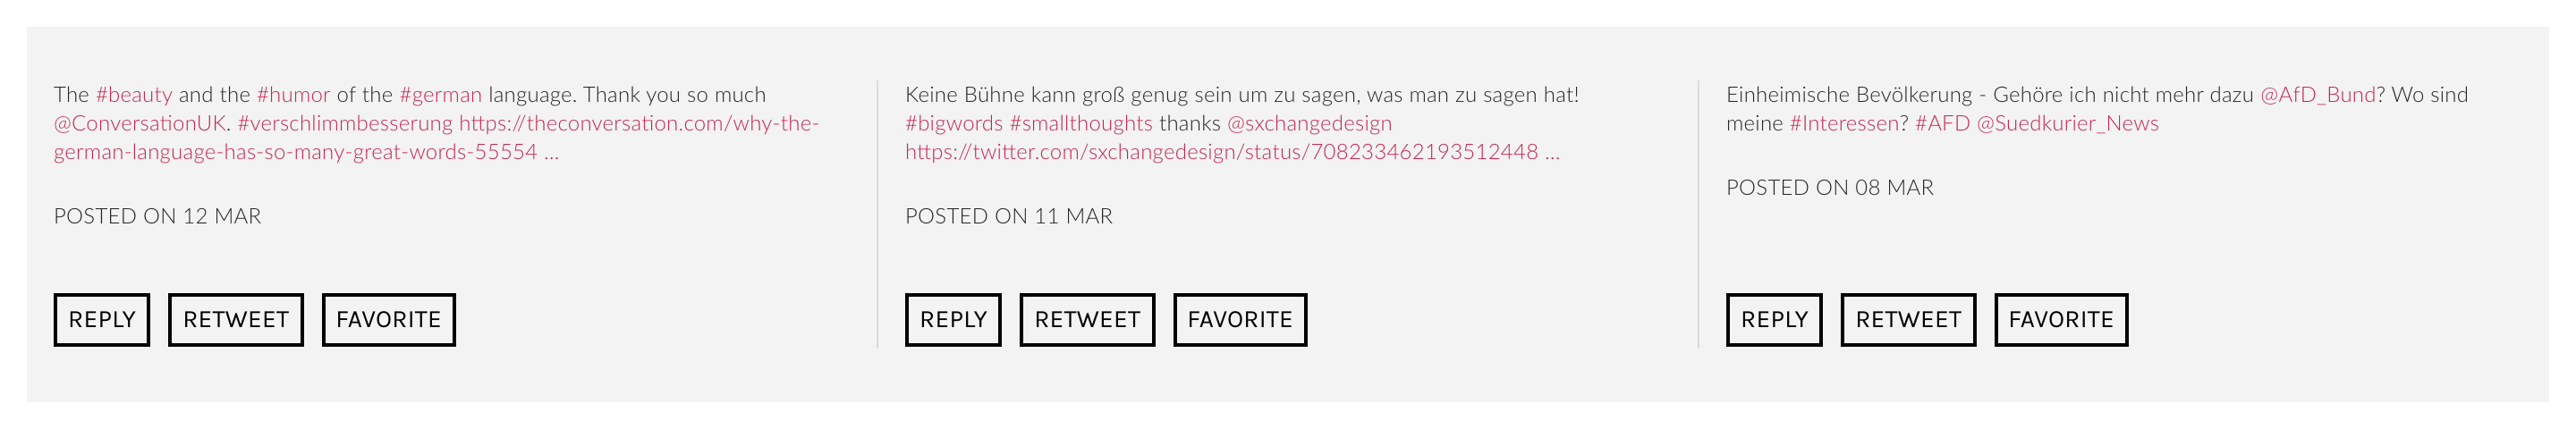 The #beauty and the #humor of the #german language. Thank you so much
@ConversationUK. #verschlimmbesserung https://theconversation.com/why-the-
german-language-has-so-many-great-words-55554 …
POSTED ON 12 MAR
REPLY RETWEET FAVORITE
Keine Bühne kann groß genug sein um zu sagen, was man zu sagen hat!
#bigwords #smallthoughts thanks @sxchangedesign
https://twitter.com/sxchangedesign/status/708233462193512448 …
POSTED ON 11 MAR
REPLY RETWEET FAVORITE
Einheimische Bevölkerung - Gehöre ich nicht mehr dazu @AfD_Bund? Wo sind
meine #Interessen? #AFD @Suedkurier_News
POSTED ON 08 MAR
REPLY RETWEET FAVORITE